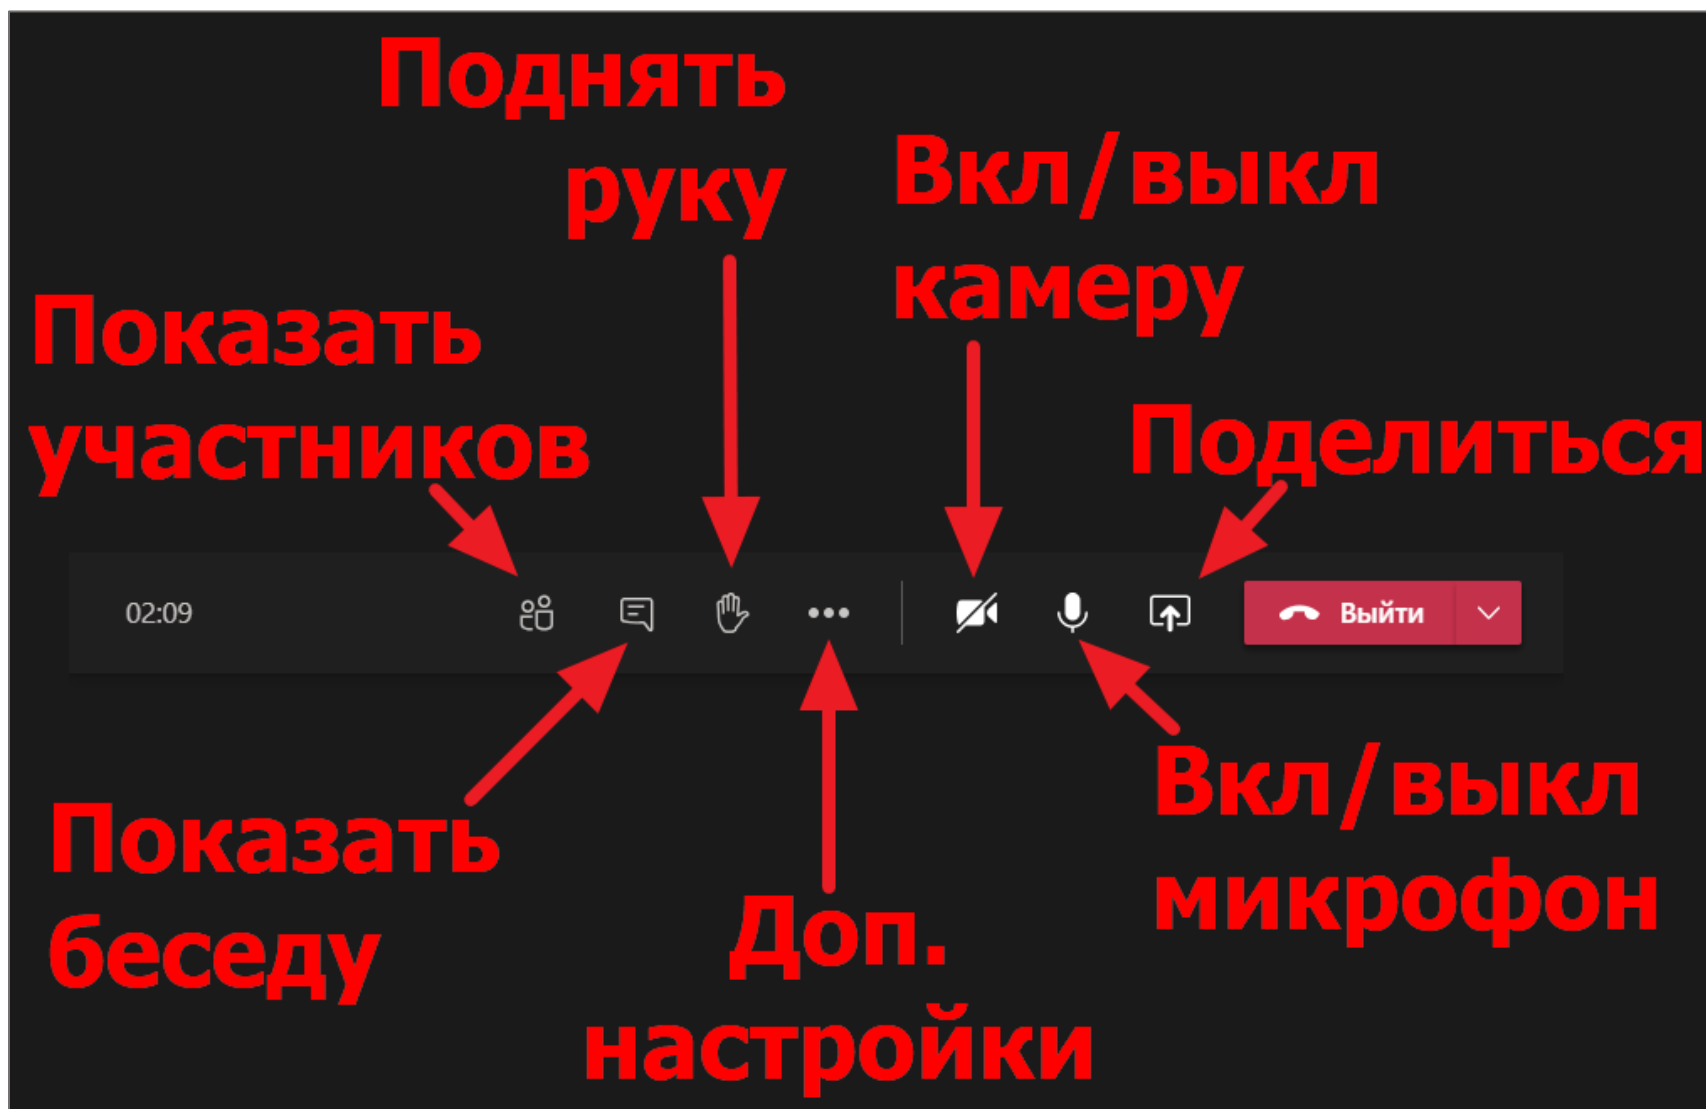 Поднять
руку
Вкл/выкл
камеру
Показать
участников
Поделиться
02:09
Выйти
Показать
беседу
Доп.
настройки
Вкл/выкл
микрофон